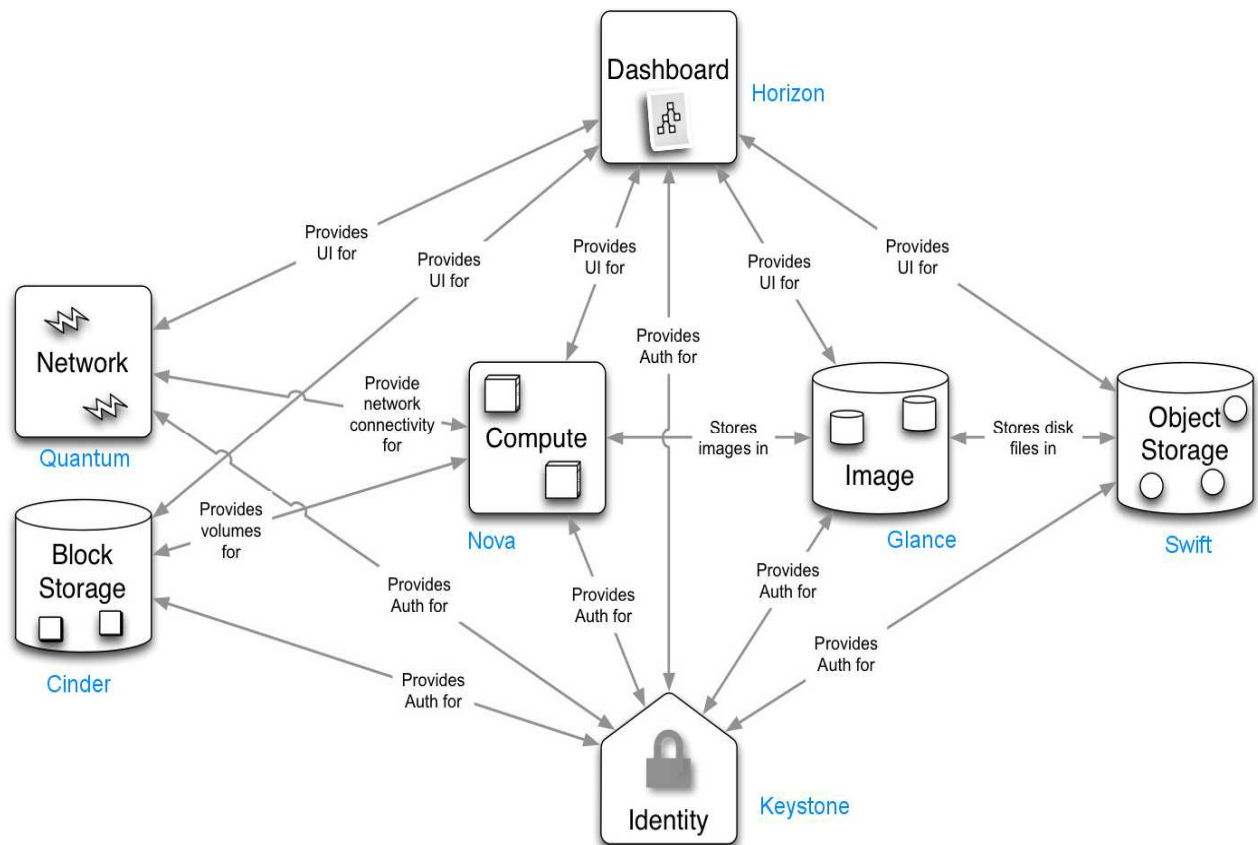 Dashboard
Horizon
Provides
UI for
Provides
UI for
Provides
UI for
Provides
UI for
Provides
UI for
Provides
Auth for
Network
Quantum
Provide
network
connectivity
for
Compute
Nova
Stores
images in
Image
Glance
Stores disk
files in
Object
Storage
Swift
Block
Storage
Cinder
Provides
volumes
for
Provides
Auth for
Provides
Auth for
Provides
Auth for
Provides
Auth for
Provides
Auth for
Identity
Keystone